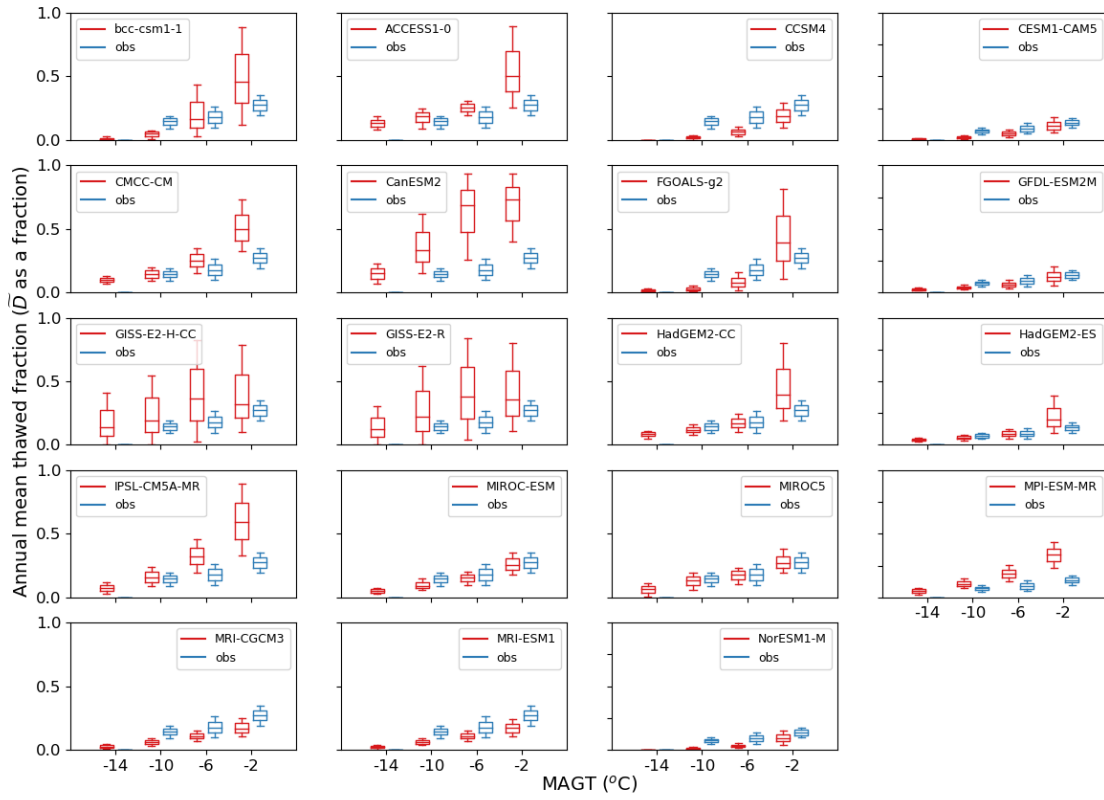 1.0
0.5
0.0
bcc-csm1-1
obs
ACCESS1-0
obs
CCSM4
obs
CESM1-CAM5
obs
1.0
0.5
0.0
CMCC-CM
obs
CanESM2
obs
FGOALS-g2
obs
GFDL-ESM2M
obs
Annual mean thawed fraction (D̃ as a fraction)
1.0
0.5
0.0
GISS-E2-H-CC
obs
GISS-E2-R
obs
HadGEM2-CC
obs
HadGEM2-ES
obs
1.0
0.5
0.0
IPSL-CM5A-MR
obs
MIROC-ESM
obs
MIROC5
obs
MPI-ESM-MR
obs
-14 -10 -6 -2
1.0
0.5
0.0
MRI-CGCM3
obs
MRI-ESM1
obs
NorESM1-M
obs
-14 -10 -6 -2
-14 -10 -6 -2
-14 -10 -6 -2
MAGT (°C)